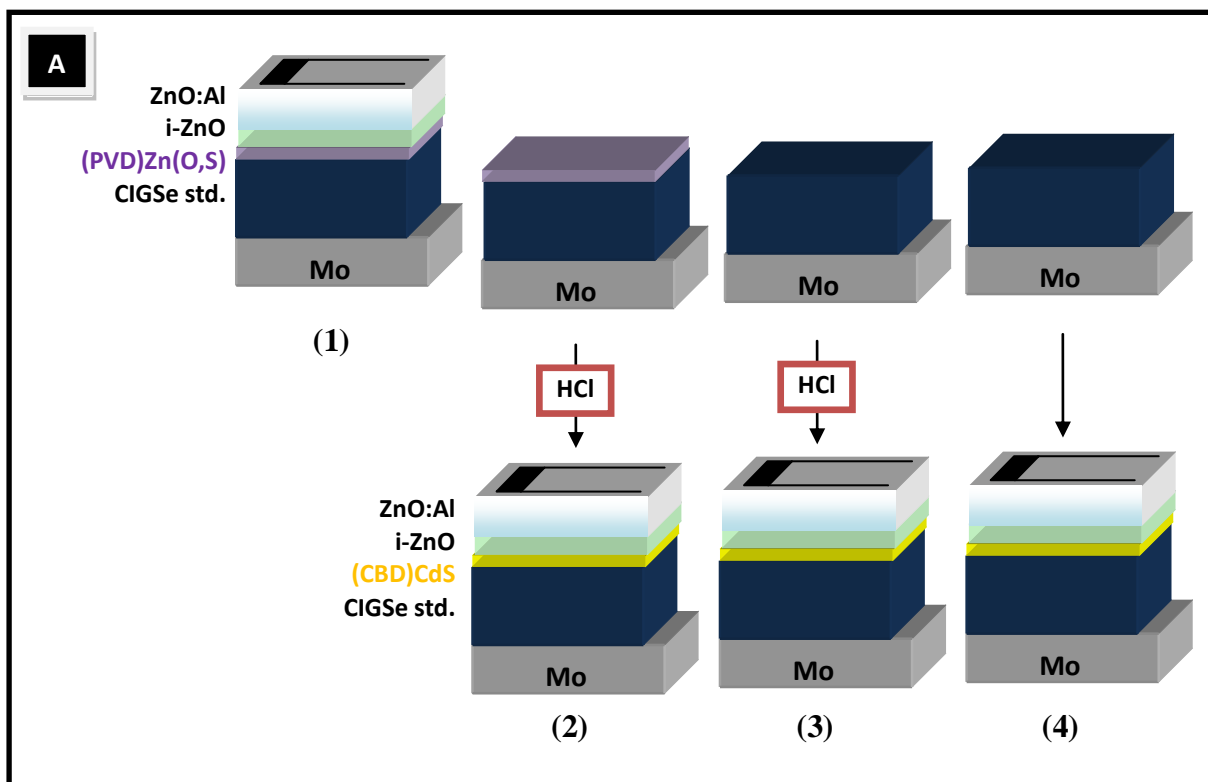 A
ZnO:Al
i-ZnO
(PVD)Zn(O,S)
CIGSe std.
Mo
Mo
Mo
Mo
(1)
HCl
HCl
ZnO:Al
i-ZnO
(CBD)CdS
CIGSe std.
Mo
Mo
Mo
(2)
(3)
(4)